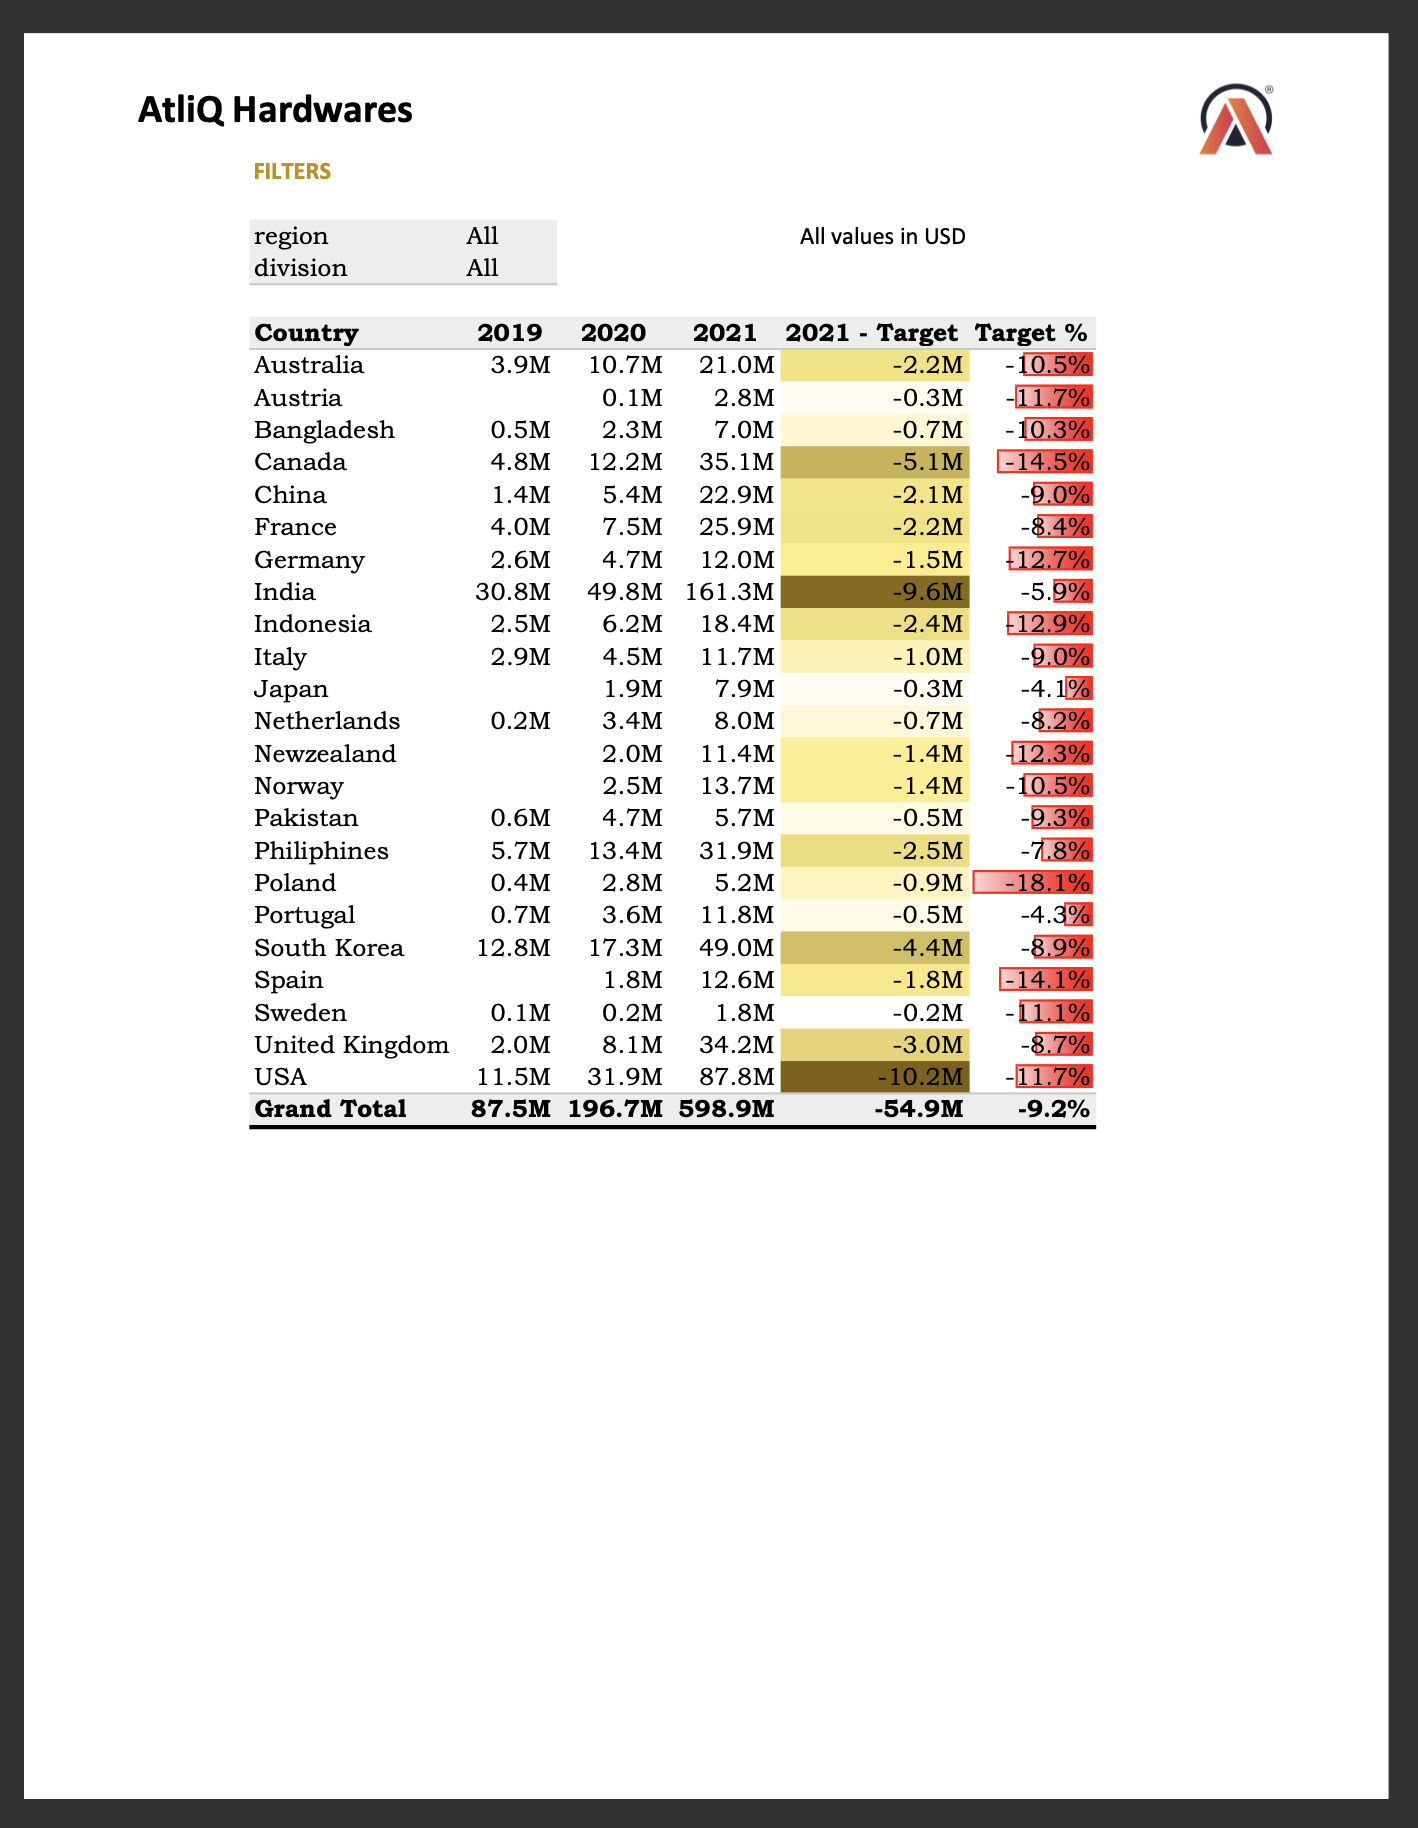 AtliQ Hardwares
®
FILTERS
region All All values in USD
division All
Country 2019 2020 2021 2021 - Target Target %
Australia 3.9M 10.7M 21.0M -2.2M -10.5%
Austria 0.1M 2.8M -0.3M -11.7%
Bangladesh 0.5M 2.3M 7.0M -0.7M -10.3%
Canada 4.8M 12.2M 35.1M -5.1M -14.5%
China 1.4M 5.4M 22.9M -2.1M -9.0%
France 4.0M 7.5M 25.9M -2.2M -8.4%
Germany 2.6M 4.7M 12.0M -1.5M -12.7%
India 30.8M 49.8M 161.3M -9.6M -5.9%
Indonesia 2.5M 6.2M 18.4M -2.4M -12.9%
Italy 2.9M 4.5M 11.7M -1.0M -9.0%
Japan 1.9M 7.9M -0.3M -4.1%
Netherlands 0.2M 3.4M 8.0M -0.7M -8.2%
Newzealand 2.0M 11.4M -1.4M -12.3%
Norway 2.5M 13.7M -1.4M -10.5%
Pakistan 0.6M 4.7M 5.7M -0.5M -9.3%
Philiphines 5.7M 13.4M 31.9M -2.5M -7.8%
Poland 0.4M 2.8M 5.2M -0.9M -18.1%
Portugal 0.7M 3.6M 11.8M -0.5M -4.3%
South Korea 12.8M 17.3M 49.0M -4.4M -8.9%
Spain 1.8M 12.6M -1.8M -14.1%
Sweden 0.1M 0.2M 1.8M -0.2M -11.1%
United Kingdom 2.0M 8.1M 34.2M -3.0M -8.7%
USA 11.5M 31.9M 87.8M -10.2M -11.7%
Grand Total 87.5M 196.7M 598.9M -54.9M -9.2%